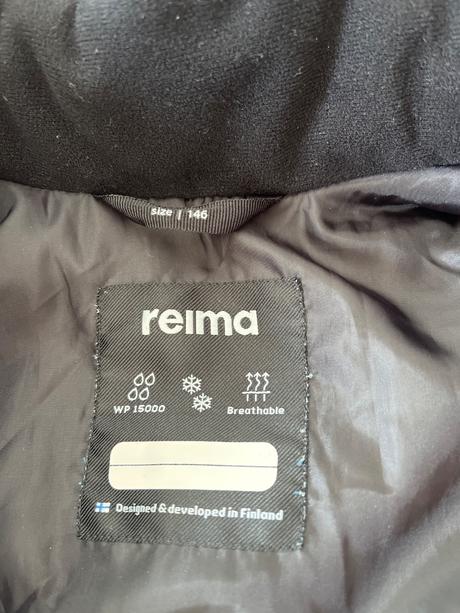 size | 146
reima
WP 15000
Breathable
Designed & developed in Finland